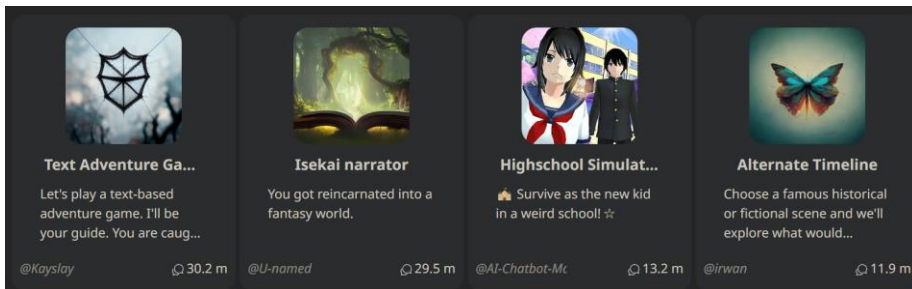 Text Adventure Ga...
Let's play a text-based
adventure game. I'll be
your guide. You are caug...
@Kayslay
30.2 m
Isekai narrator
You got reincarnated into a
fantasy world.
@U-named
29.5 m
Highschool Simulat...
🏫 Survive as the new kid
in a weird school! ☆
@AI-Chatbot-Mc
13.2 m
Alternate Timeline
Choose a famous historical
or fictional scene and we'll
explore what would...
@irwan
11.9 m